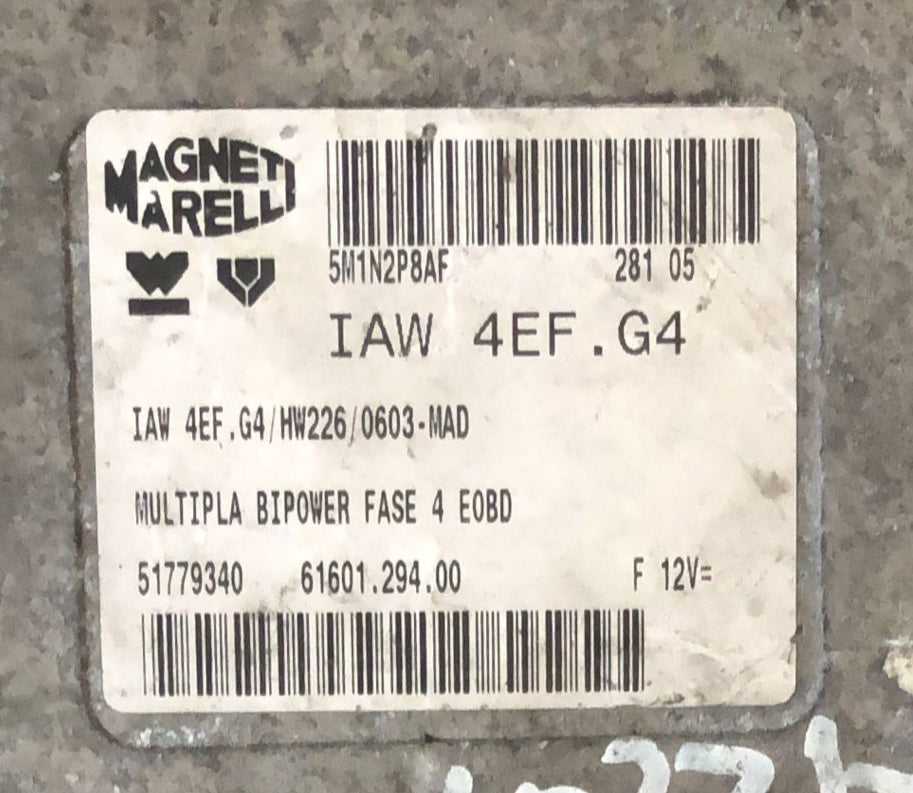 MAGNETI
MARELLI
5M1N2P8AF 281 05
IAW 4EF.G4
IAW 4EF.G4/HW226/0603-MAD
MULTIPLA BIPOWER FASE 4 EOBD
51779340 61601.294.00 F 12V=